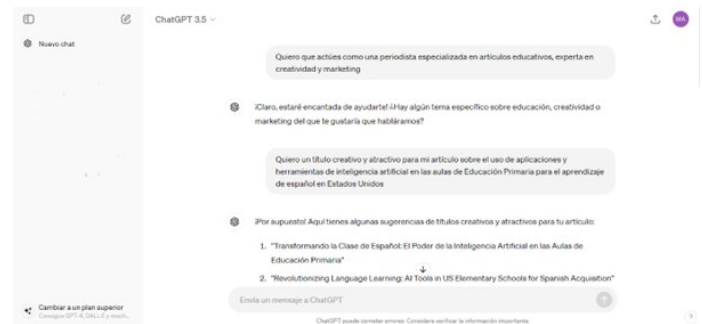 ChatGPT 3.5
MA
Nuevo chat
Quiero que actúes como una periodista especializada en artículos educativos, experta en
creatividad y marketing
¡Claro, estaré encantada de ayudarte! ¿Hay algún tema específico sobre educación, creatividad o
marketing del que te gustaría que habláramos?
Quiero un título creativo y atractivo para mi artículo sobre el uso de aplicaciones y
herramientas de inteligencia artificial en las aulas de Educación Primaria para el aprendizaje
de español en Estados Unidos
¡Por supuesto! Aquí tienes algunas sugerencias de títulos creativos y atractivos para tu artículo:
1. "Transformando la Clase de Español: El Poder de la Inteligencia Artificial en las Aulas de
Educación Primaria"
2. "Revolutionizing Language Learning: AI Tools in US Elementary Schools for Spanish Acquisition"
Cambiar a un plan superior
Consigue GPT-4, DALL·E y much...
Envía un mensaje a ChatGPT
ChatGPT puede cometer errores. Considera verificar la información importante.
?